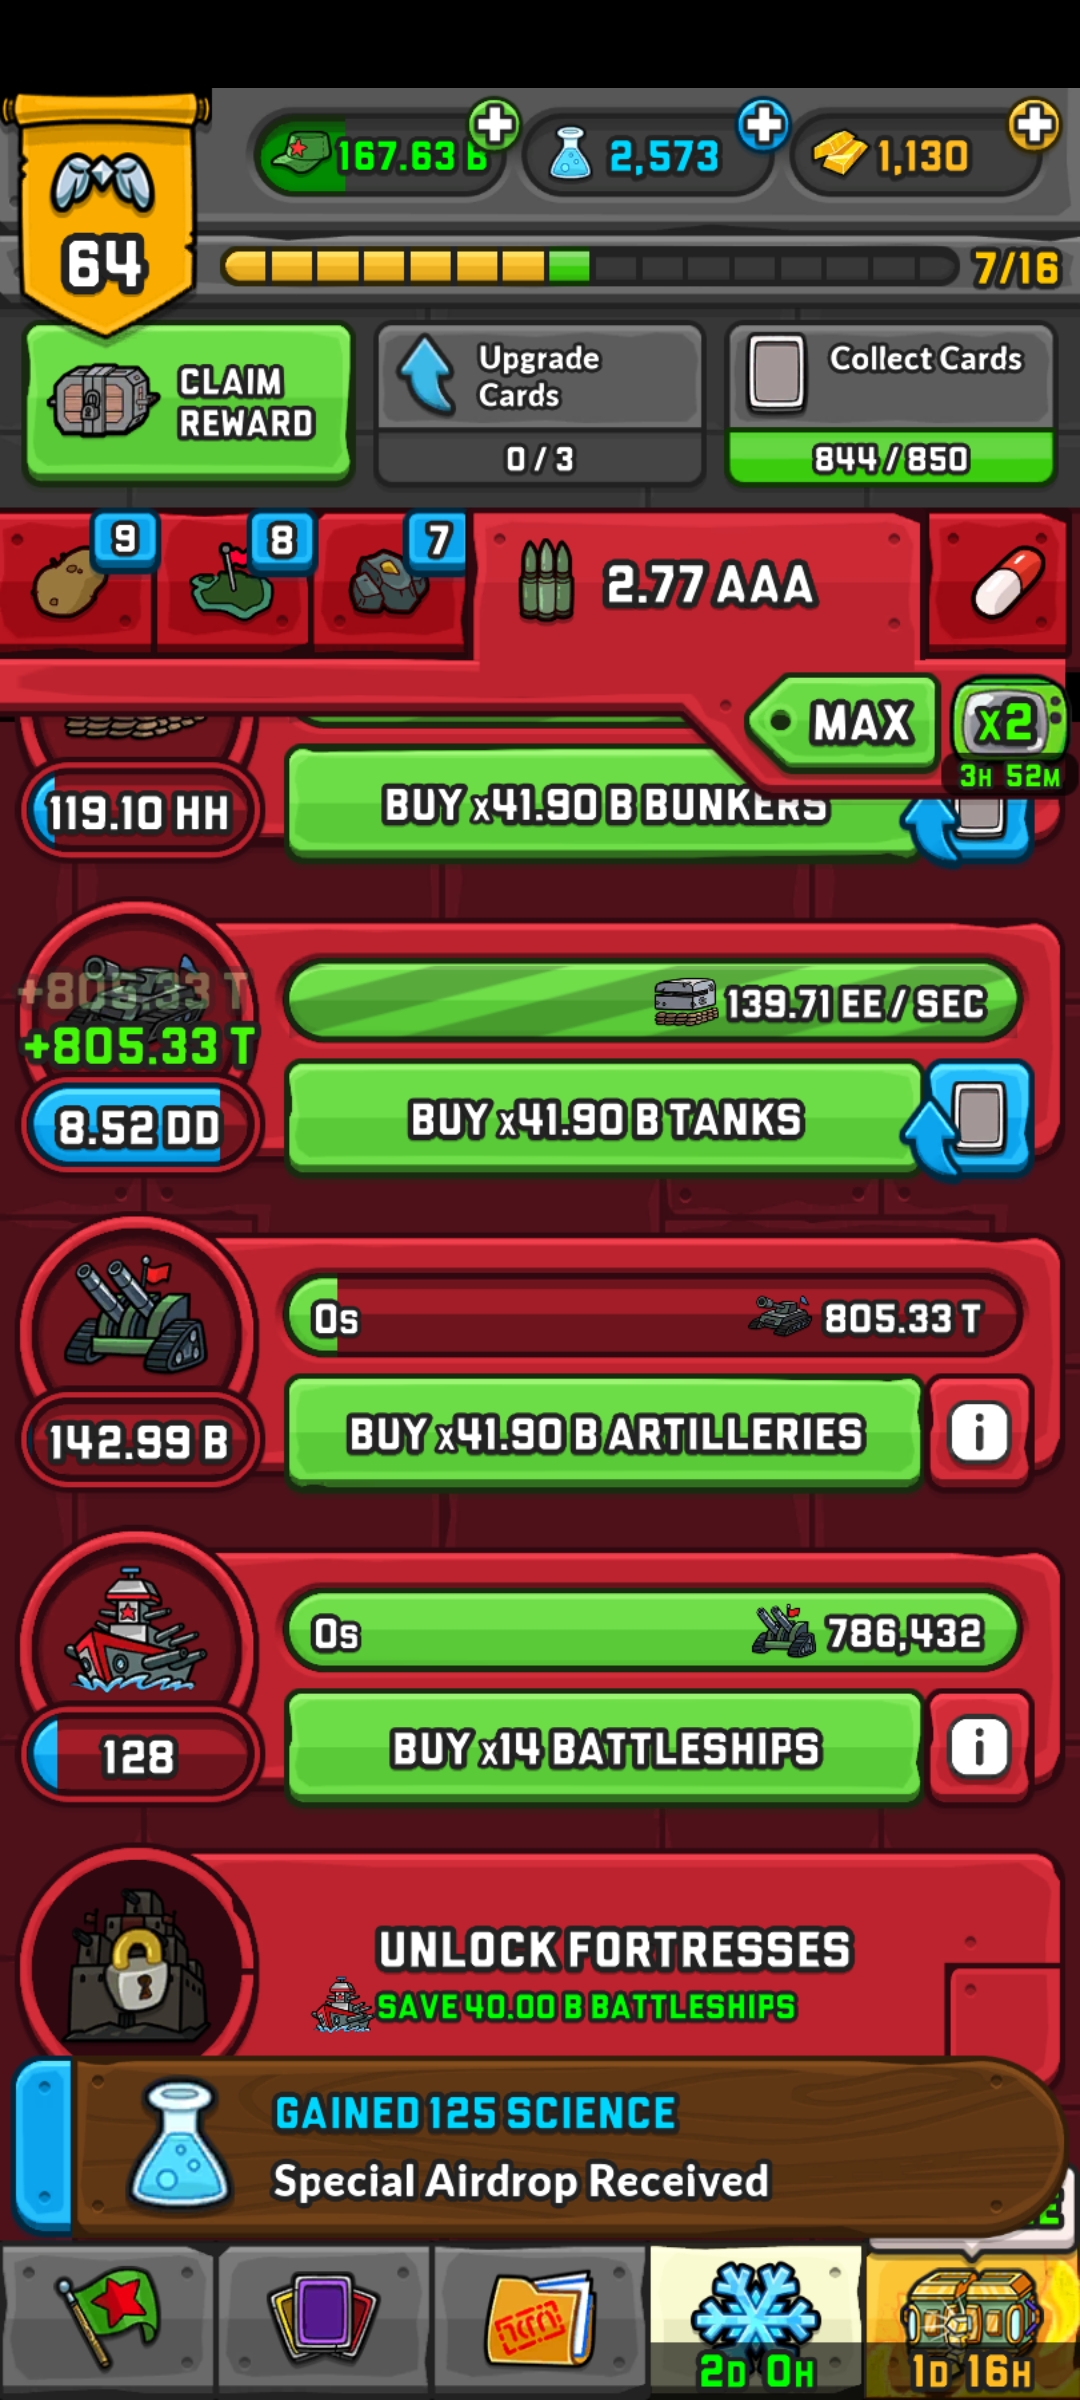 64
167.63 B
2,573
1,130
7/16
CLAIM
REWARD
Upgrade
Cards
0 / 3
Collect Cards
844 / 850
9
8
7
2.77 AAA
MAX
x2
3H 52M
119.10 HH
BUY x41.90 B BUNKERS
+805.33 T
+805.33 T
139.71 EE / SEC
8.52 DD
BUY x41.90 B TANKS
0s
805.33 T
142.99 B
BUY x41.90 B ARTILLERIES
0s
786,432
128
BUY x14 BATTLESHIPS
UNLOCK FORTRESSES
SAVE 40.00 B BATTLESHIPS
GAINED 125 SCIENCE
Special Airdrop Received
2D 0H
1D 16H